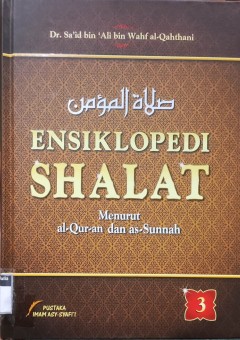 Dr. Sa'id bin 'Ali bin Wahf al-Qahthani
صلاة المؤمن
ENSIKLOPEDI
SHALAT
Menurut
al-Qur-an dan as-Sunnah
PUSTAKA
IMAM ASY-SYAFI'I
3